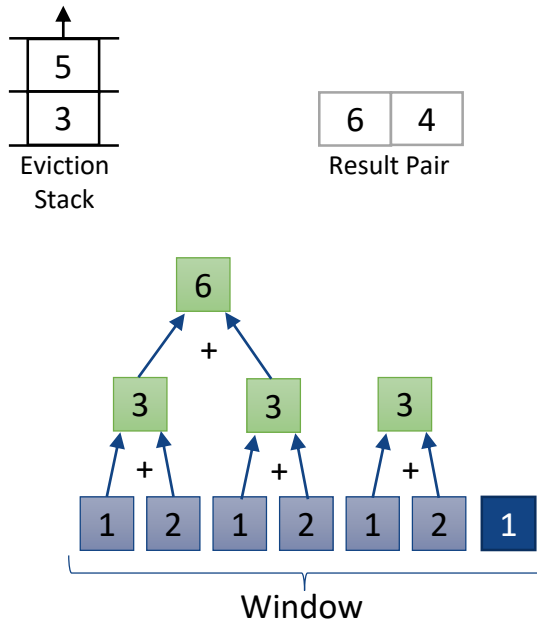 5
3
Eviction
Stack
6 4
Result Pair
6
+
3 3 3
+ + +
1 2 1 2 1 2 1
Window